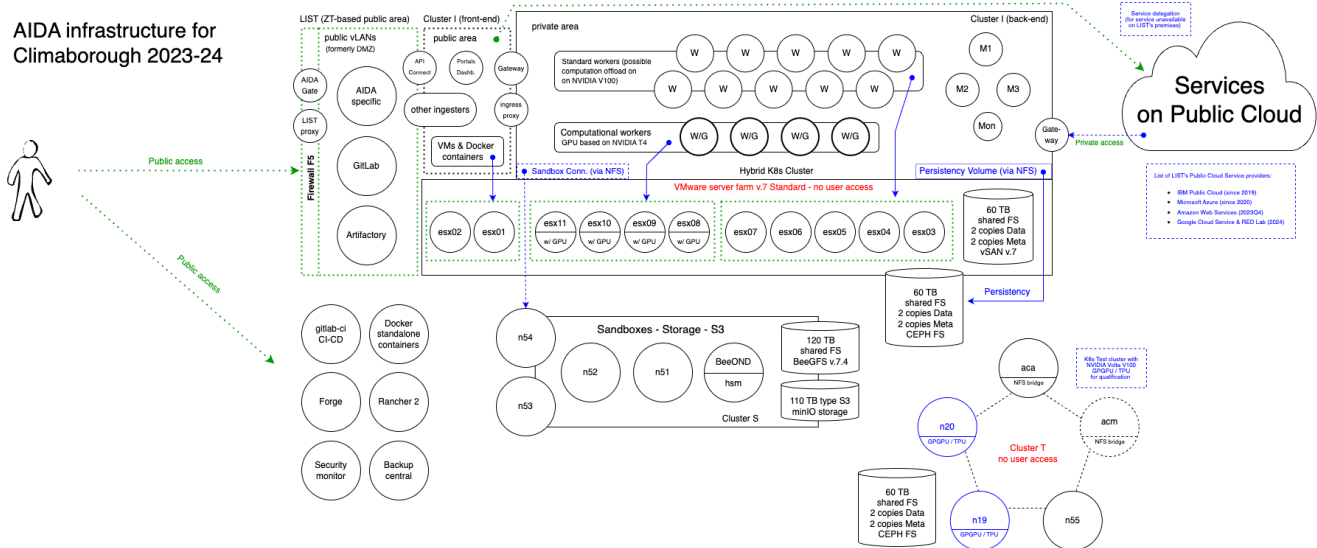 AIDA infrastructure for
Climaborough 2023-24
Public access
Public access
LIST (ZT-based public area)
public vLANs
(formerly DMZ)
AIDA
Gate
LIST
proxy
Firewall F5
AIDA
specific
GitLab
Artifactory
Cluster I (front-end)
public area
API
Connect
Portals
Dashb.
Gateway
other ingesters
ingress
proxy
VMs & Docker
containers
private area
Cluster I (back-end)
Standard workers (possible
computation offload on
on NVIDIA V100)
W
W
W
W
W
W
W
W
W
W
Computational workers
GPU based on NVIDIA T4
W/G
W/G
W/G
W/G
M1
M2
M3
Mon
Gate-
way
Hybrid K8s Cluster
Sandbox Conn. (via NFS)
Persistency Volume (via NFS)
VMware server farm v.7 Standard - no user access
esx02
esx01
esx11
w/ GPU
esx10
w/ GPU
esx09
w/ GPU
esx08
w/ GPU
esx07
esx06
esx05
esx04
esx03
60 TB
shared FS
2 copies Data
2 copies Meta
vSAN v.7
Service delegation
(for service unavailable
on LIST's premises)
Services
on Public Cloud
Private access
List of LIST's Public Cloud Service providers:
• IBM Public Cloud (since 2019)
• Microsoft Azure (since 2020)
• Amazon Web Services (2023Q4)
• Google Cloud Service & RED Lab (2024)
60 TB
shared FS
2 copies Data
2 copies Meta
CEPH FS
Persistency
gitlab-ci
CI-CD
Docker
standalone
containers
Forge
Rancher 2
Security
monitor
Backup
central
n54
n53
Sandboxes - Storage - S3
n52
n51
BeeOND
hsm
Cluster S
120 TB
shared FS
BeeGFS v.7.4
110 TB type S3
minIO storage
aca
NFS bridge
K8s Test cluster with
NVIDIA Volta V100
GPGPU / TPU
for qualification
n20
GPGPU / TPU
acm
NFS bridge
Cluster T
no user access
n19
GPGPU / TPU
n55
60 TB
shared FS
2 copies Data
2 copies Meta
CEPH FS